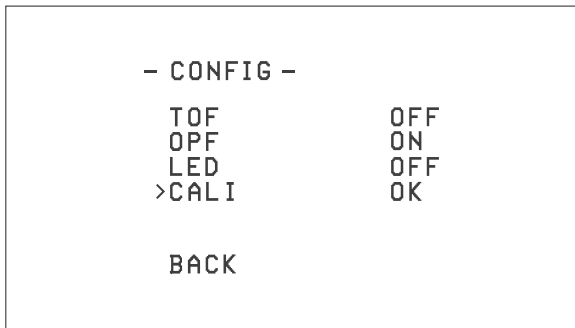 - CONFIG -
TOF OFF
OPF ON
LED OFF
>CALI OK
BACK